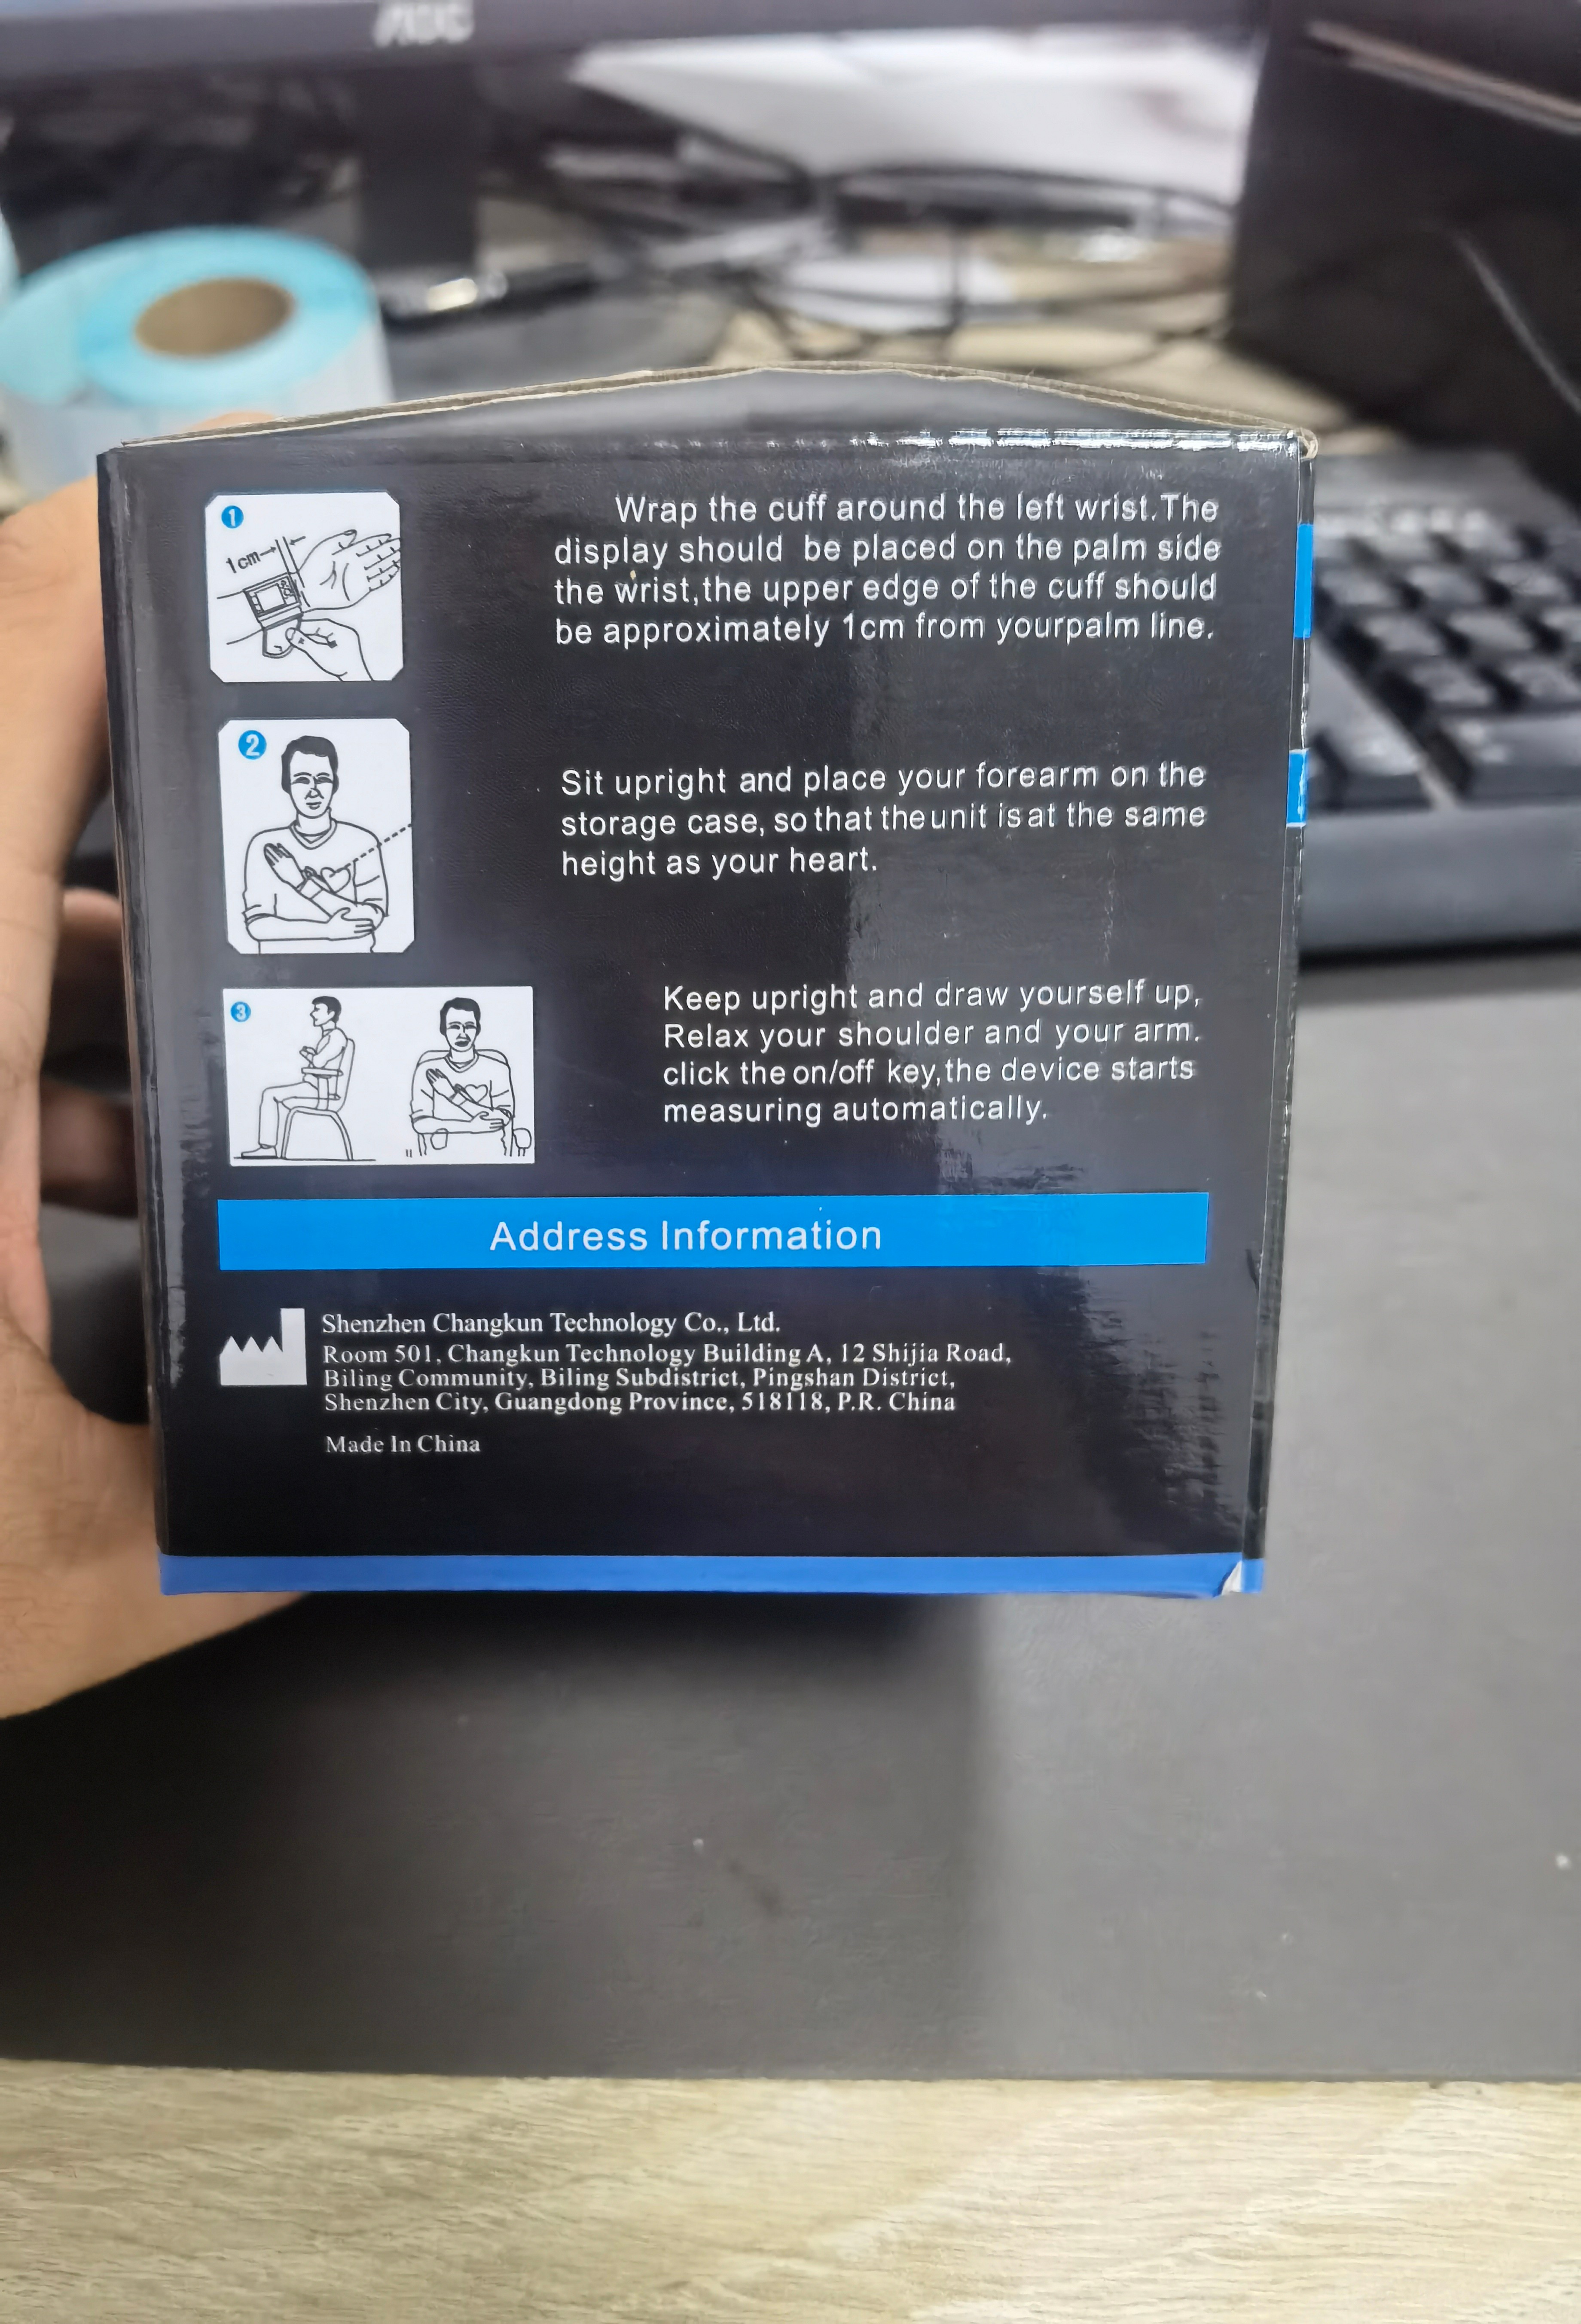 AOC
1
1cm
Wrap the cuff around the left wrist.The
display should be placed on the palm side
the wrist,the upper edge of the cuff should
be approximately 1cm from yourpalm line.
2
Sit upright and place your forearm on the
storage case, so that the unit is at the same
height as your heart.
3
Keep upright and draw yourself up,
Relax your shoulder and your arm.
click the on/off key,the device starts
measuring automatically.
Address Information
Shenzhen Changkun Technology Co., Ltd.
Room 501, Changkun Technology Building A, 12 Shijia Road,
Biling Community, Biling Subdistrict, Pingshan District,
Shenzhen City, Guangdong Province, 518118, P.R. China
Made In China